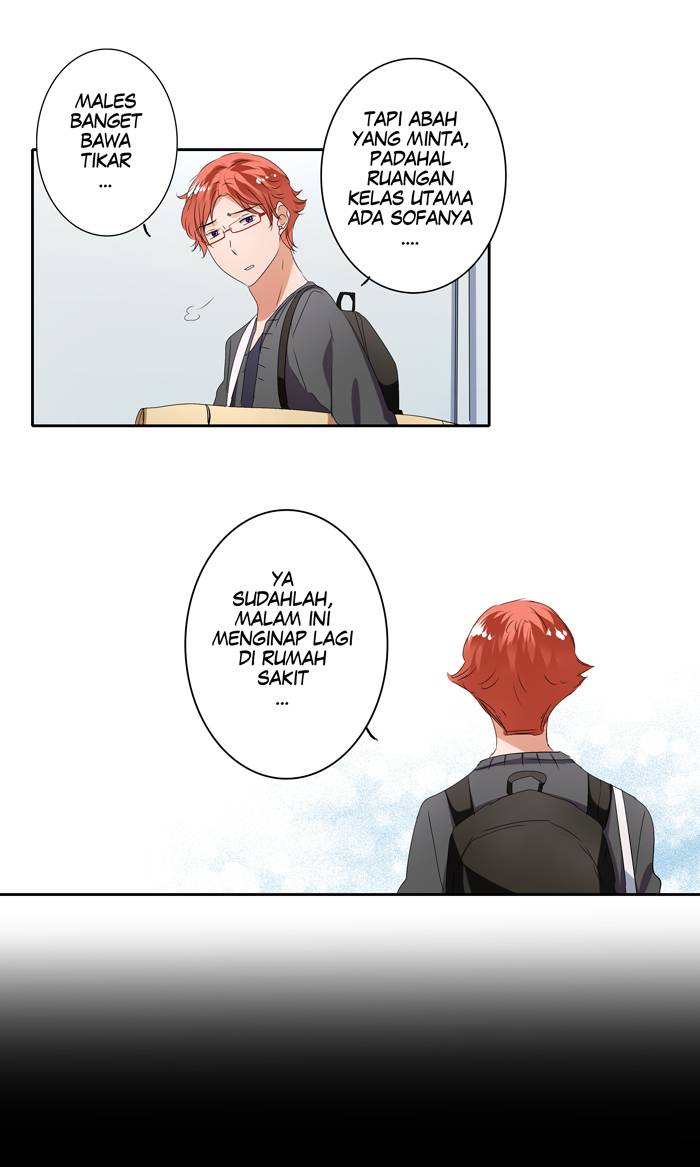 MALES
BANGET
BAWA
TIKAR
...
TAPI ABAH
YANG MINTA,
PADAHAL
RUANGAN
KELAS UTAMA
ADA SOFANYA
....
YA
SUDAHLAH,
MALAM INI
MENGINAP LAGI
DI RUMAH
SAKIT
...